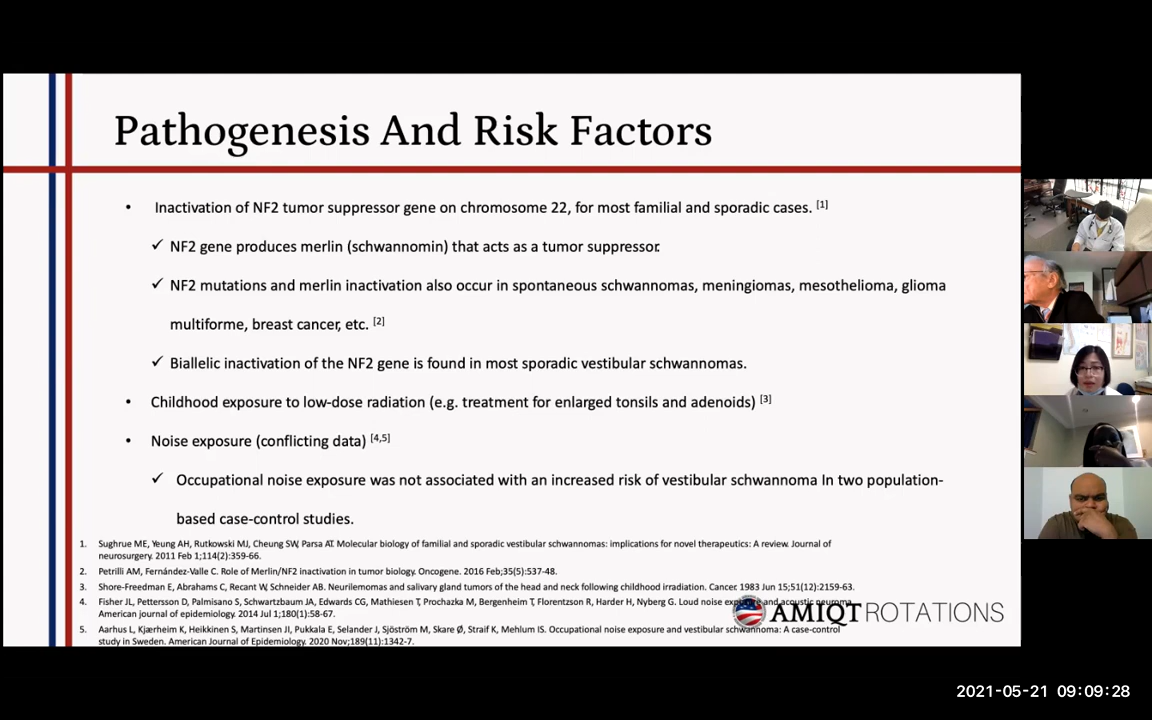 Pathogenesis And Risk Factors
• Inactivation of NF2 tumor suppressor gene on chromosome 22, for most familial and sporadic cases. [1]
✓ NF2 gene produces merlin (schwannomin) that acts as a tumor suppressor.
✓ NF2 mutations and merlin inactivation also occur in spontaneous schwannomas, meningiomas, mesothelioma, glioma
multiforme, breast cancer, etc. [2]
✓ Biallelic inactivation of the NF2 gene is found in most sporadic vestibular schwannomas.
• Childhood exposure to low-dose radiation (e.g. treatment for enlarged tonsils and adenoids) [3]
• Noise exposure (conflicting data) [4,5]
✓ Occupational noise exposure was not associated with an increased risk of vestibular schwannoma In two population-
based case-control studies.
1. Sughrue ME, Yeung AH, Rutkowski MJ, Cheung SW, Parsa AT. Molecular biology of familial and sporadic vestibular schwannomas: implications for novel therapeutics: A review. Journal of
neurosurgery. 2011 Feb 1;114(2):359-66.
2. Petrilli AM, Fernández-Valle C. Role of Merlin/NF2 inactivation in tumor biology. Oncogene. 2016 Feb;35(5):537-48.
3. Shore-Freedman E, Abrahams C, Recant W, Schneider AB. Neurilemomas and salivary gland tumors of the head and neck following childhood irradiation. Cancer. 1983 Jun 15;51(12):2159-63.
4. Fisher JL, Pettersson D, Palmisano S, Schwartzbaum JA, Edwards CG, Mathiesen T, Prochazka M, Bergenheim T, Florentzson R, Harder H, Nyberg G. Loud noise exposure and acoustic neuroma.
American journal of epidemiology. 2014 Jul 1;180(1):58-67.
5. Aarhus L, Kjærheim K, Heikkinen S, Martinsen JI, Pukkala E, Selander J, Sjöström M, Skare Ø, Straif K, Mehlum IS. Occupational noise exposure and vestibular schwannoma: A case-control
study in Sweden. American Journal of Epidemiology. 2020 Nov;189(11):1342-7.
AMIQT ROTATIONS
2021-05-21 09:09:28